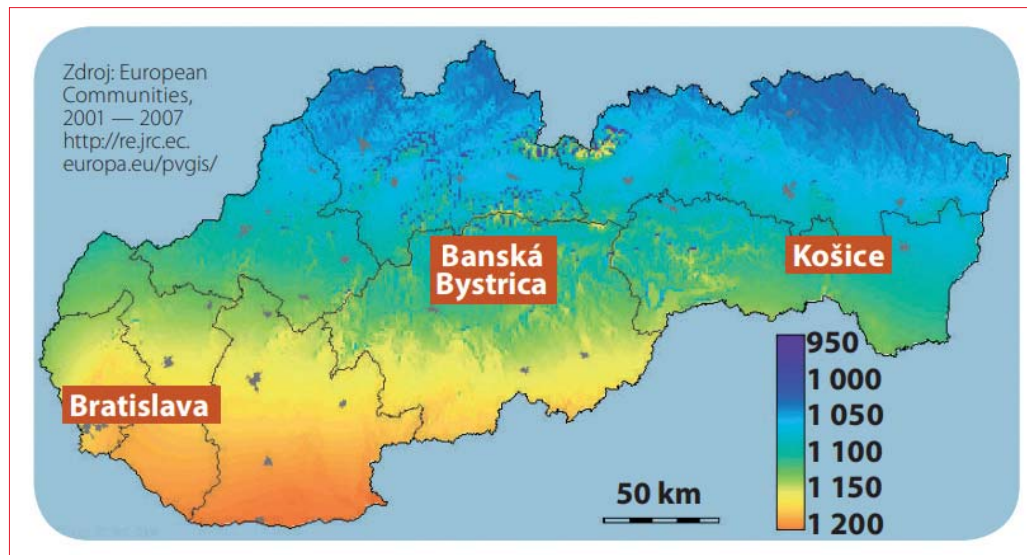 Zdroj: European
Communities,
2001 — 2007
http://re.jrc.ec.
europa.eu/pvgis/
Banská
Bystrica
Košice
Bratislava
950
1 000
1 050
1 100
1 150
1 200
50 km